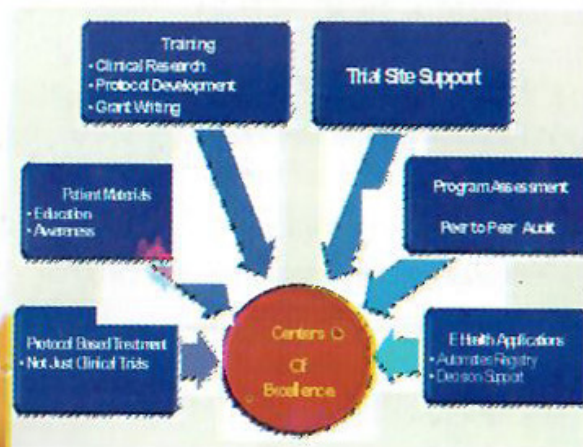 Training
• Clinical Research
• Protocol Development
• Grant Writing
Trial Site Support
Patient Materials
• Education
• Awareness
Program Assessment
Peer to Peer Audit
Protocol Based Treatment
• Not Just Clinical Trials
Centers
Of
Excellence
E Health Applications
• Automates Registry
• Decision Support